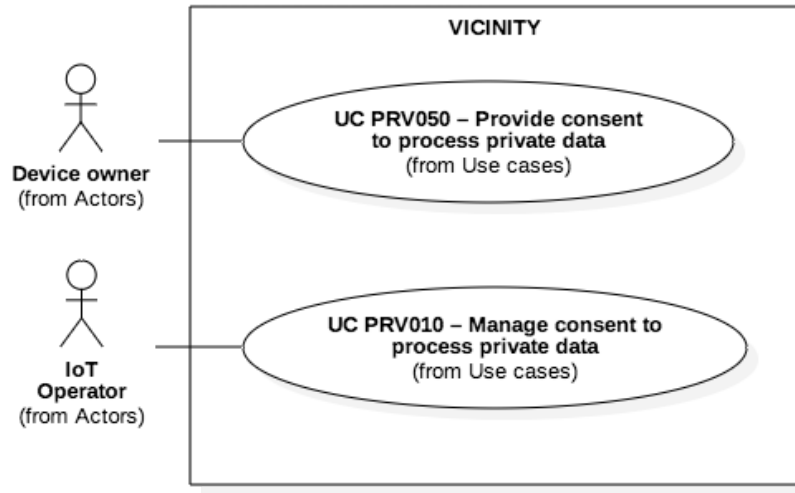 VICINITY
UC PRV050 – Provide consent
to process private data
(from Use cases)
Device owner
(from Actors)
UC PRV010 – Manage consent to
process private data
(from Use cases)
IoT
Operator
(from Actors)